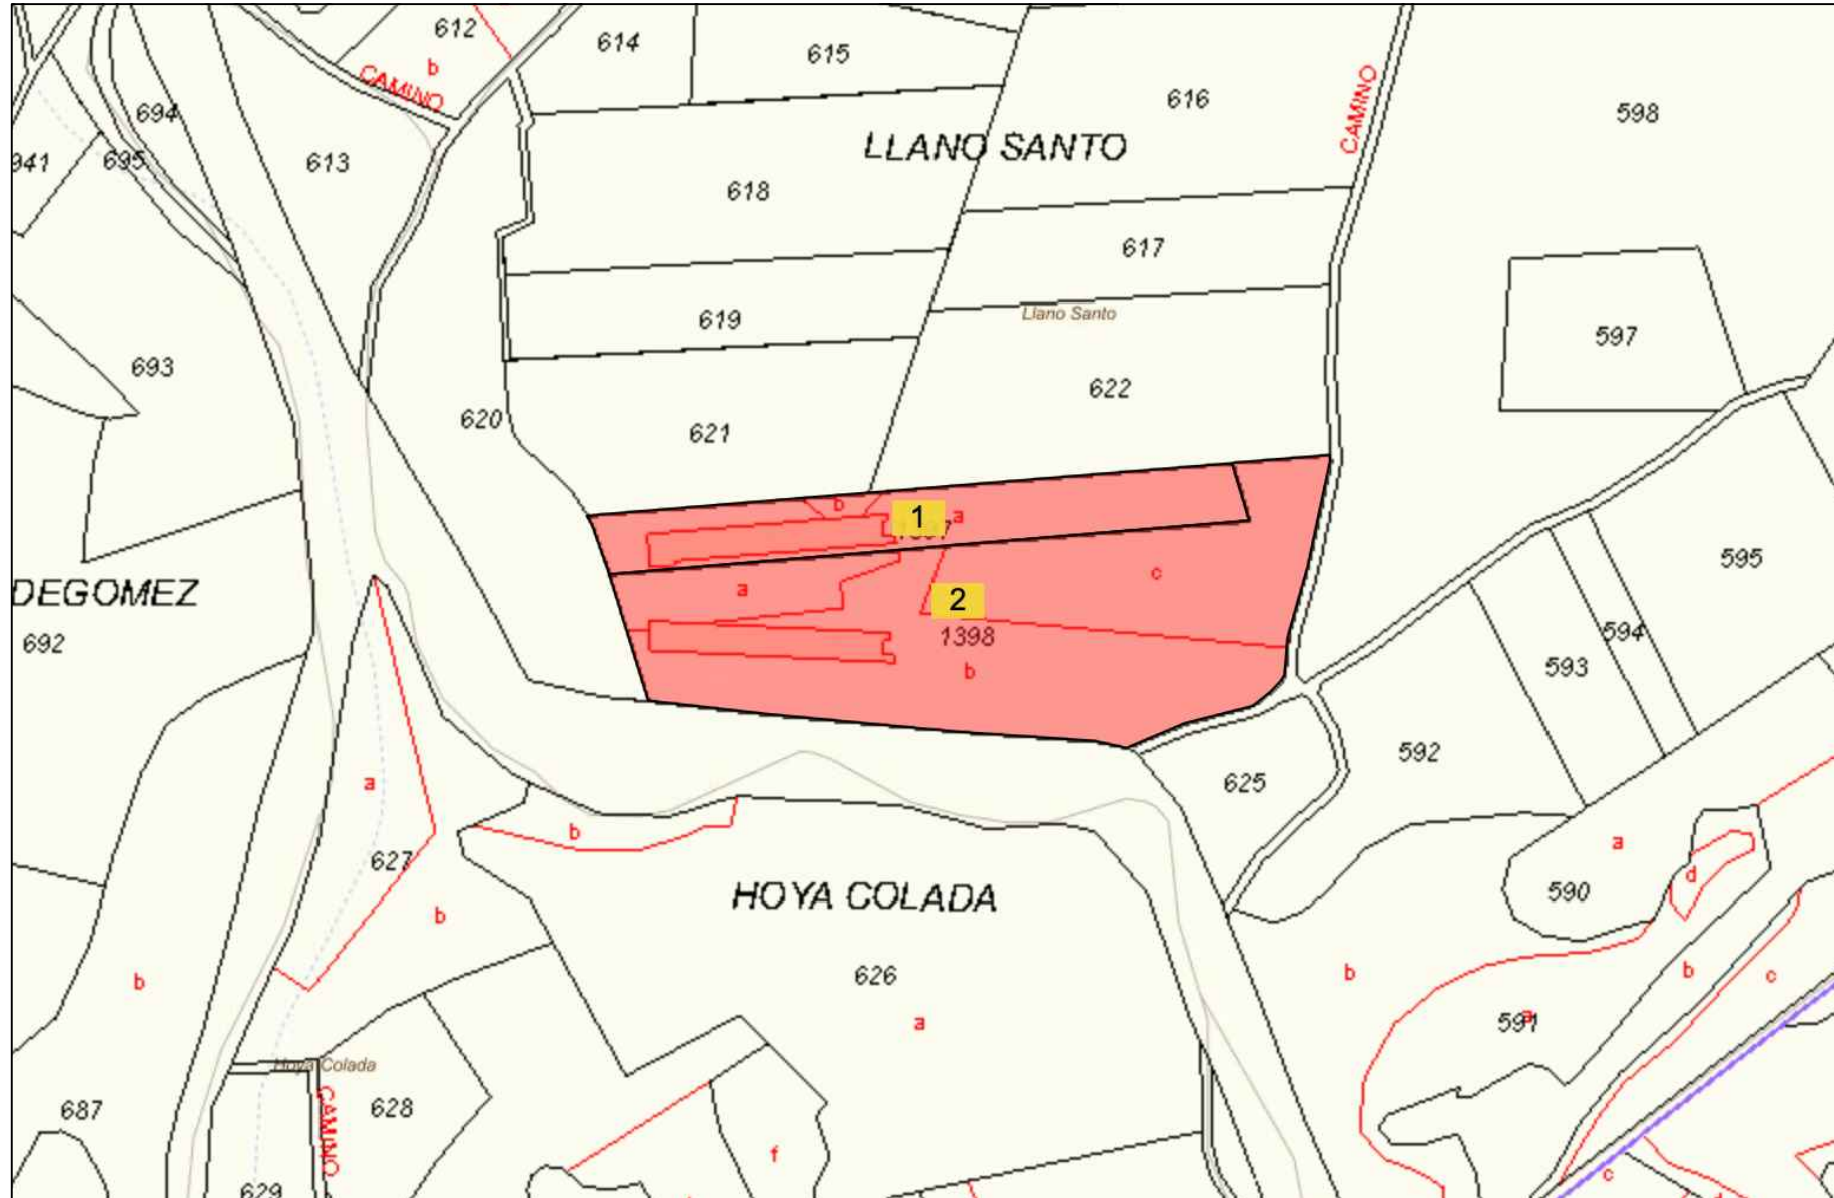 612
614
615
b
CAMINO
616
CAMINO
598
694
LLANO SANTO
941
695
613
618
617
Llano Santo
619
597
693
622
620
621
b
1
a
595
a
c
DEGOMEZ
2
692
1398
594
593
b
592
625
a
b
a
627
d
590
HOYA COLADA
b
b
626
b
b
c
a
591
a
Hoya Colada
687
CAMINO
628
f
c
629